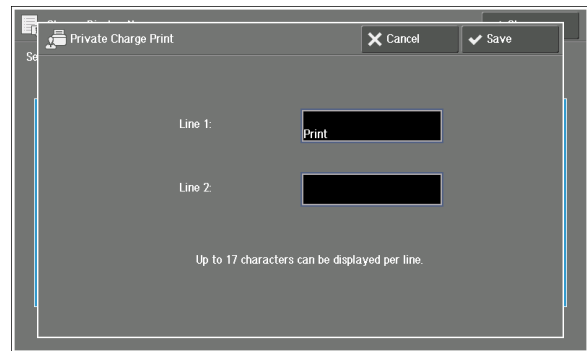 Private Charge Print
Cancel
Save
Se
Line 1:
Print
Line 2:
Up to 17 characters can be displayed per line.